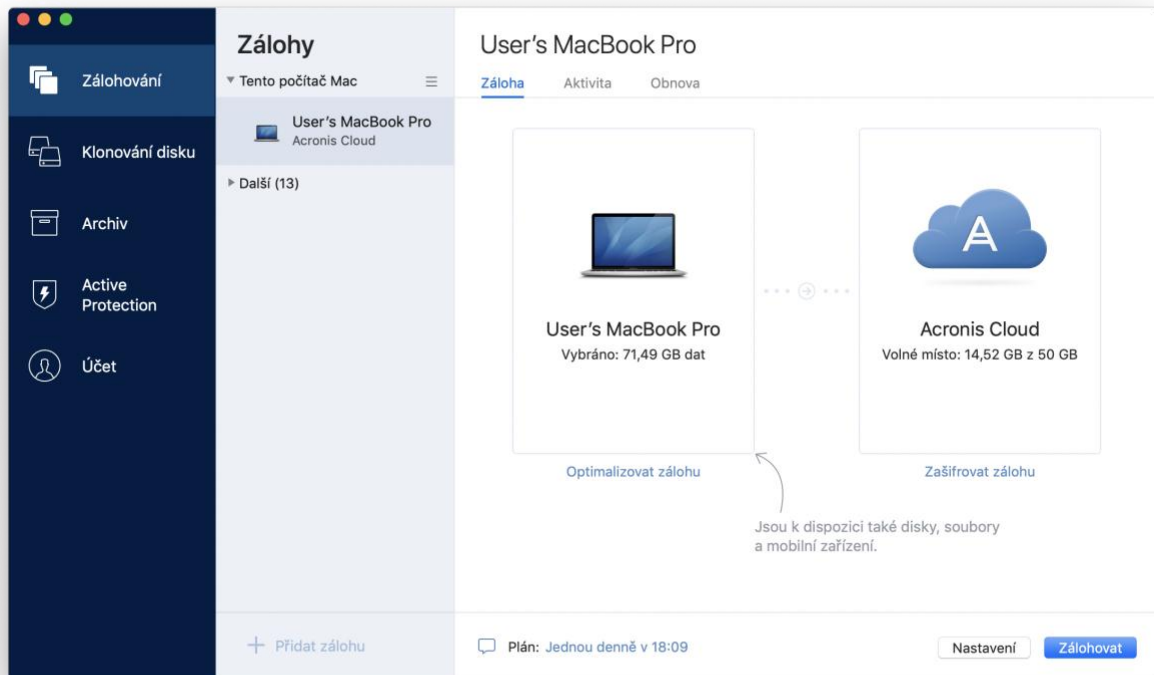 Zálohování
Klonování disku
Archiv
Active
Protection
Účet
Zálohy
Tento počítač Mac
User's MacBook Pro
Acronis Cloud
Další (13)
Přidat zálohu
User's MacBook Pro
Záloha Aktivita Obnova
User's MacBook Pro
Vybráno: 71,49 GB dat
Optimalizovat zálohu
Acronis Cloud
Volné místo: 14,52 GB z 50 GB
Zašifrovat zálohu
Jsou k dispozici také disky, soubory
a mobilní zařízení.
Plán: Jednou denně v 18:09
Nastavení
Zálohovat